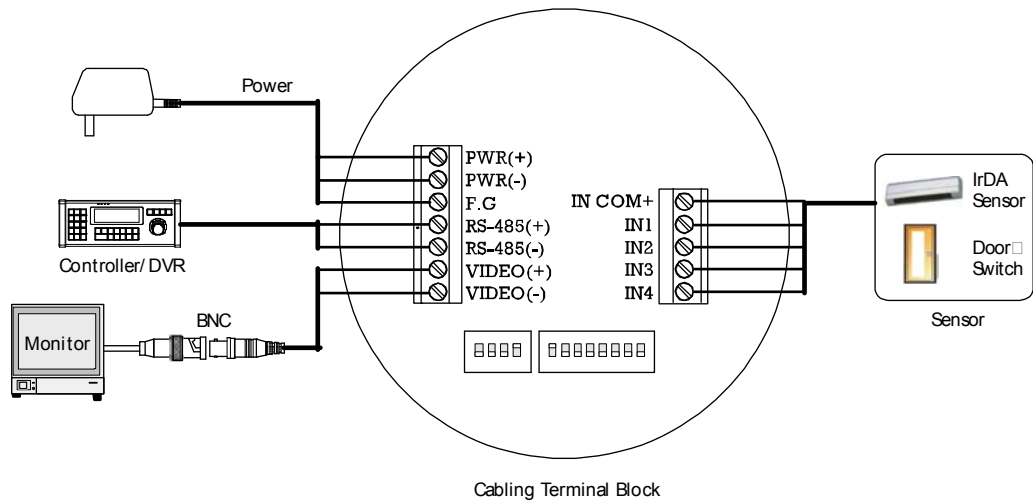 Power
PWR(+)
PWR(-)
F.G
RS-485(+)
RS-485(-)
VIDEO(+)
VIDEO(-)
Controller/ DVR
BNC
Monitor
IN COM+
IN1
IN2
IN3
IN4
IrDA
Sensor
Door□
Switch
Sensor
Cabling Terminal Block